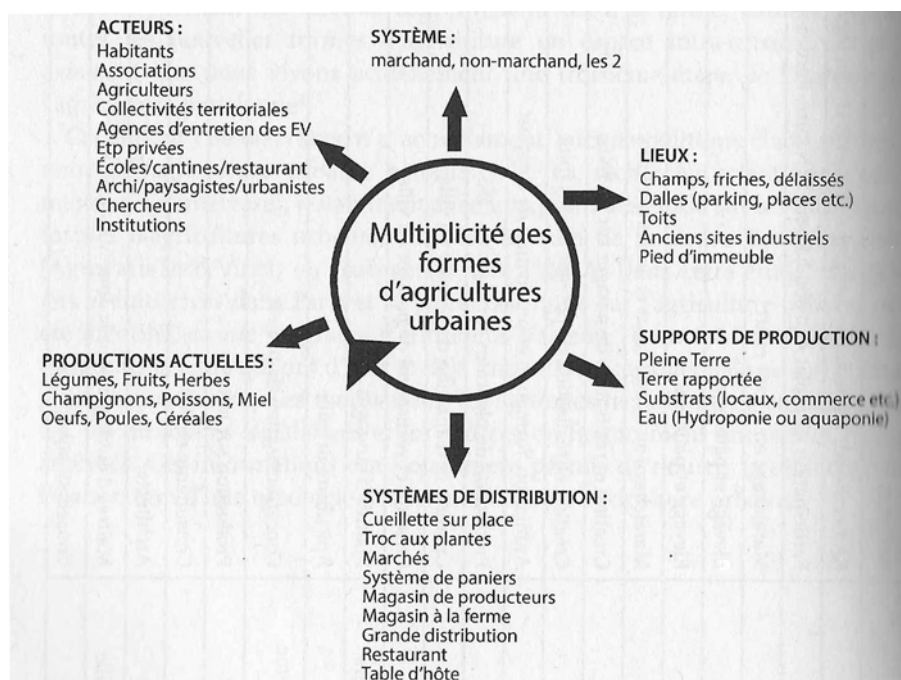 ACTEURS :
Habitants
Associations
Agriculteurs
Collectivités territoriales
Agences d'entretien des EV
Etp privées
Écoles/cantines/restaurant
Archi/paysagistes/urbanistes
Chercheurs
Institutions
SYSTÈME :
marchand, non-marchand, les 2
LIEUX :
Champs, friches, délaissés
Dalles (parking, places etc.)
Toits
Anciens sites industriels
Pied d'immeuble
Multiplicité des
formes
d'agricultures
urbaines
PRODUCTIONS ACTUELLES :
Légumes, Fruits, Herbes
Champignons, Poissons, Miel
Oeufs, Poules, Céréales
SUPPORTS DE PRODUCTION :
Pleine Terre
Terre rapportée
Substrats (locaux, commerce etc.)
Eau (Hydroponie ou aquaponie)
SYSTÈMES DE DISTRIBUTION :
Cueillette sur place
Troc aux plantes
Marchés
Système de paniers
Magasin de producteurs
Magasin à la ferme
Grande distribution
Restaurant
Table d'hôte